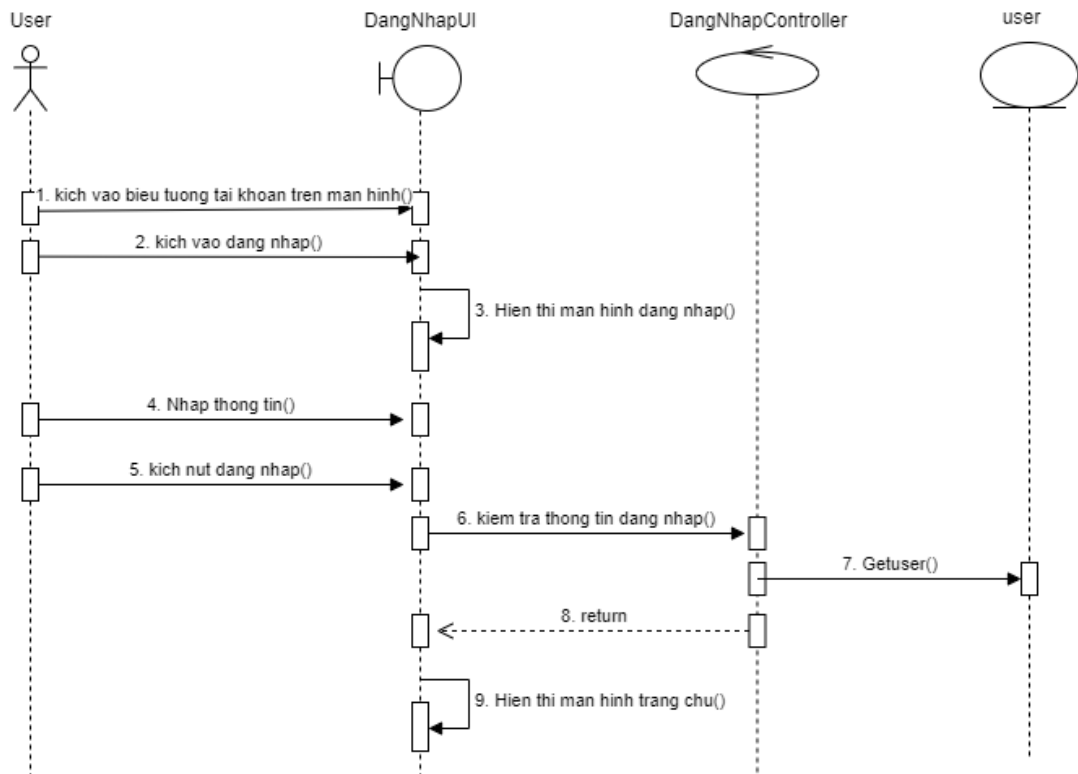 User
DangNhapUI
DangNhapController
user
1. kich vao bieu tuong tai khoan tren man hinh()
2. kich vao dang nhap()
3. Hien thi man hinh dang nhap()
4. Nhap thong tin()
5. kich nut dang nhap()
6. kiem tra thong tin dang nhap()
7. Getuser()
8. return
9. Hien thi man hinh trang chu()